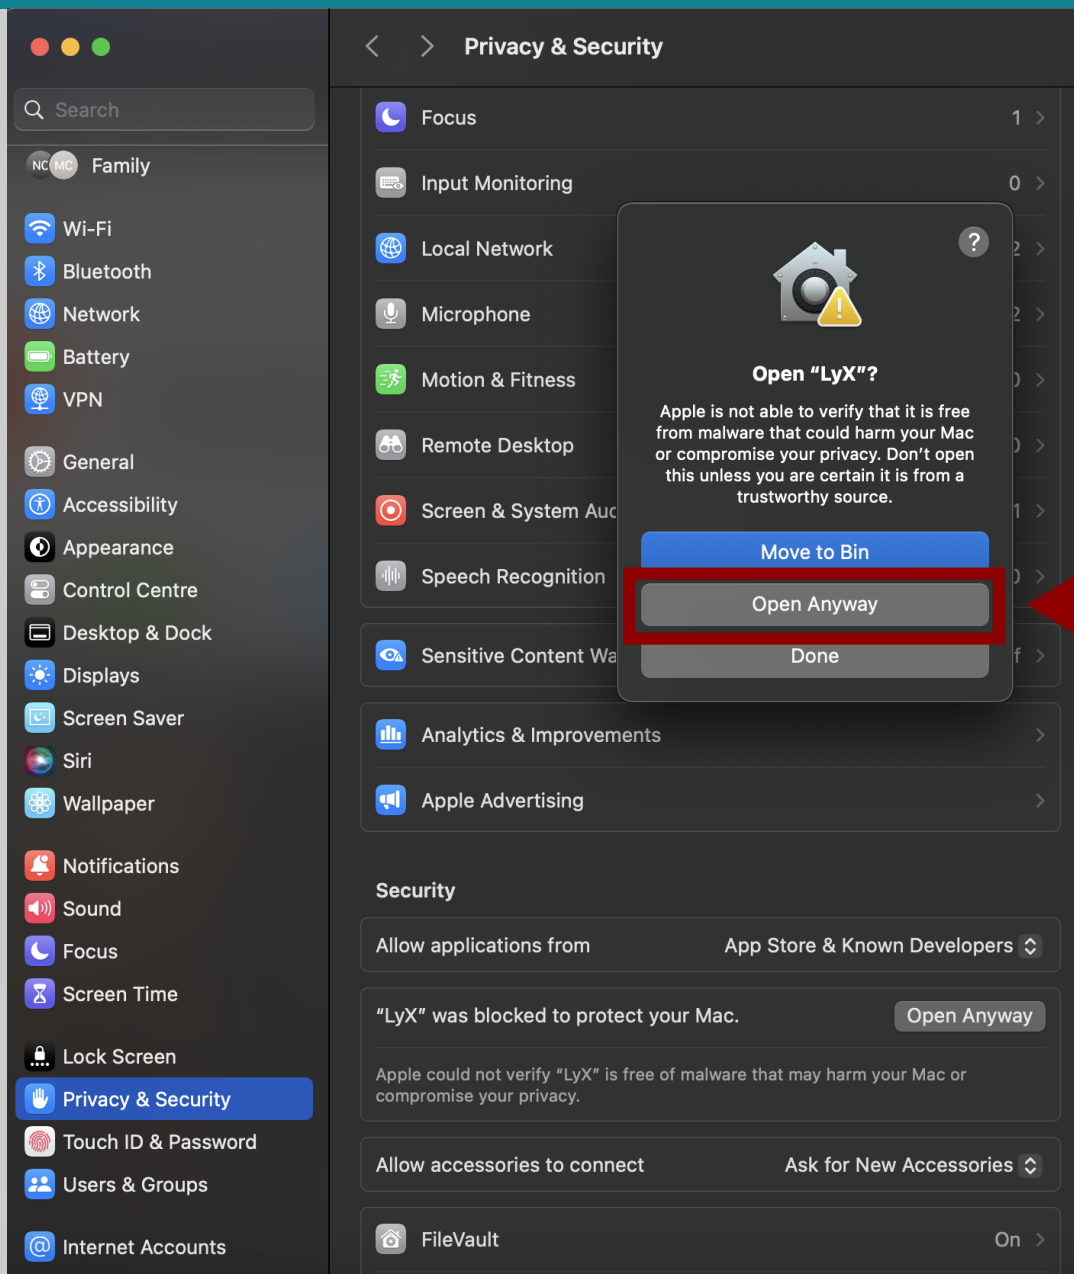 Privacy & Security
Search
NC MC Family
Wi-Fi
Bluetooth
Network
Battery
VPN
General
Accessibility
Appearance
Control Centre
Desktop & Dock
Displays
Screen Saver
Siri
Wallpaper
Notifications
Sound
Focus
Screen Time
Lock Screen
Privacy & Security
Touch ID & Password
Users & Groups
Internet Accounts
Focus 1
Input Monitoring 0
Local Network 2
Microphone 2
Motion & Fitness
Remote Desktop
Screen & System
Speech Recognition
Sensitive Content
Analytics & Improvements
Apple Advertising
?
Open “LyX”?
Apple is not able to verify that it is free
from malware that could harm your Mac
or compromise your privacy. Don’t open
this unless you are certain it is from a
trustworthy source.
Move to Bin
Open Anyway
Done
Security
Allow applications from App Store & Known Developers
“LyX” was blocked to protect your Mac. Open Anyway
Apple could not verify “LyX” is free of malware that may harm your Mac or
compromise your privacy.
Allow accessories to connect Ask for New Accessories
FileVault On